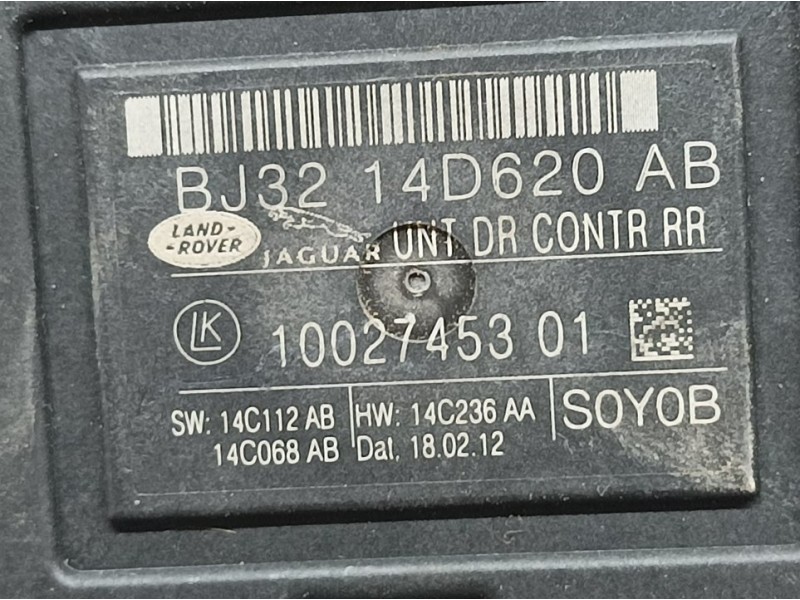 BJ32 14D620 AB
LAND-
-ROVER
JAGUAR
UNT DR CONTR RR
LK
10027453 01
SW: 14C112 AB
14C068 AB
HW: 14C236 AA
Dat. 18.02.12
SOYOB